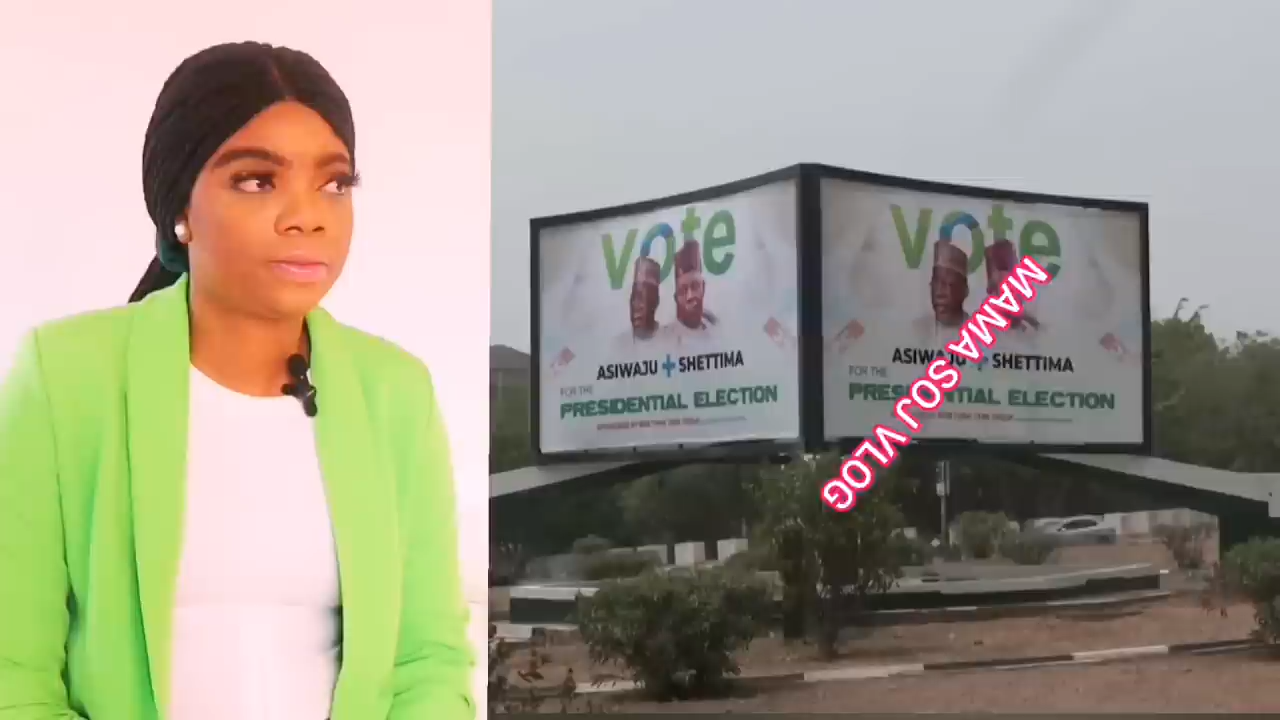 vote
ASIWAJU + SHETTIMA
FOR THE
PRESIDENTIAL ELECTION
vote
ASIWAJU + SHETTIMA
FOR THE
PRESIDENTIAL ELECTION
MAMA SOJ VLOG